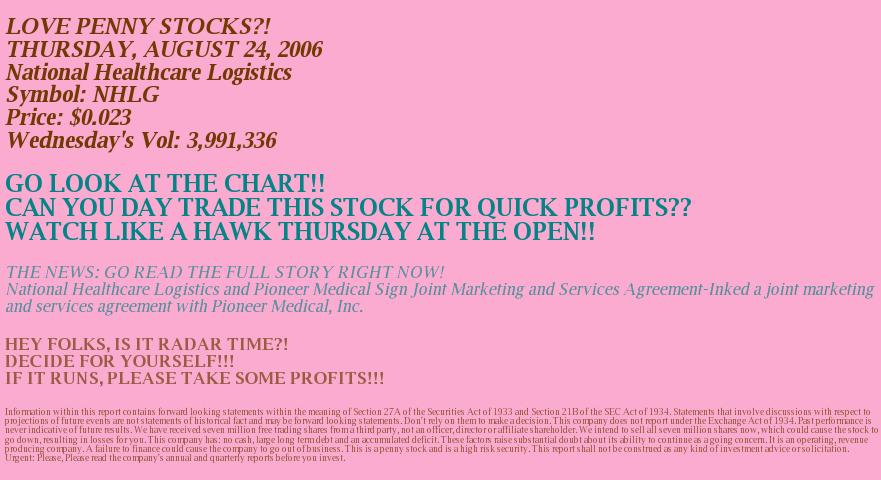 LOVE PENNY STOCKS?!
THURSDAY, AUGUST 24, 2006
National Healthcare Logistics
Symbol: NHLG
Price: $0.023
Wednesday's Vol: 3,991,336
GO LOOK AT THE CHART!!
CAN YOU DAY TRADE THIS STOCK FOR QUICK PROFITS??
WATCH LIKE A HAWK THURSDAY AT THE OPEN!!
THE NEWS: GO READ THE FULL STORY RIGHT NOW!
National Healthcare Logistics and Pioneer Medical Sign Joint Marketing and Services Agreement-Inked a joint marketing
and services agreement with Pioneer Medical, Inc.
HEY FOLKS, IS IT RADAR TIME?!
DECIDE FOR YOURSELF!!!
IF IT RUNS, PLEASE TAKE SOME PROFITS!!!
Information within this report contains forward looking statements within the meaning of Section 27A of the Securities Act of 1933 and Section 21B of the SEC Act of 1934. Statements that involve discussions with respect to
projections of future events are not statements of historical fact and may be forward looking statements. Don't rely on them to make a decision. This company does not report under the Exchange Act of 1934. Past performance is
never indicative of future results. We have received seven million free trading shares from a third party, not an officer, director or affiliate shareholder. We intend to sell all seven million shares now, which could cause the stock to
go down, resulting in losses for you. This company has: no cash, large long term debt and an accumulated deficit. These factors raise substantial doubt about its ability to continue as a going concern. It is an operating, revenue
producing company. A failure to finance could cause the company to go out of business. This is a penny stock and is a high risk security. This report shall not be construed as any kind of investment advice or solicitation.
Urgent: Please, Please read the company's annual and quarterly reports before you invest.